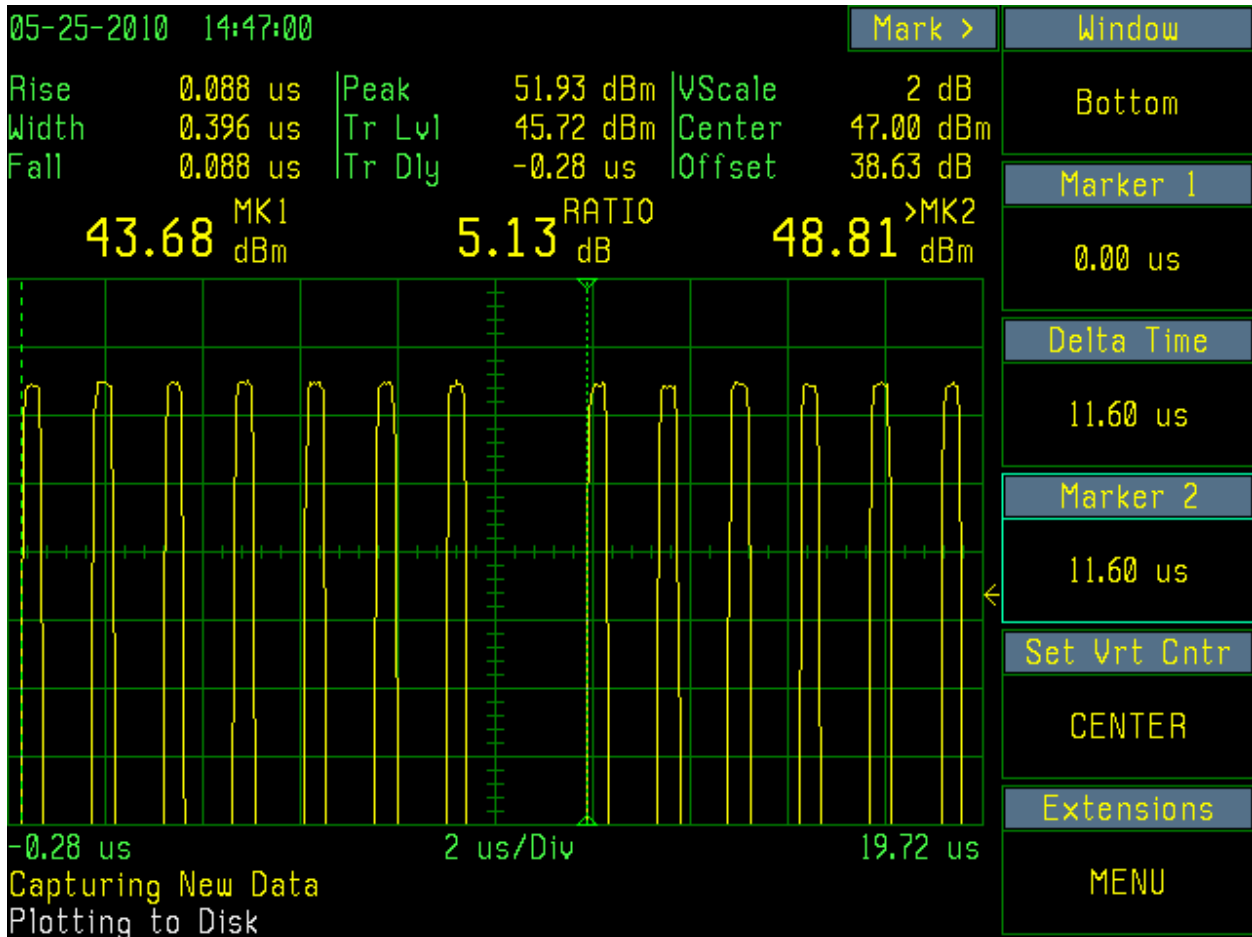 05-25-2010 14:47:00 Mark >
Rise 0.088 us Peak 51.93 dBm VScale 2 dB
Width 0.396 us Tr Lvl 45.72 dBm Center 47.00 dBm
Fall 0.088 us Tr Dly -0.28 us Offset 38.63 dB
43.68 MK1 dBm 5.13 RATIO dB 48.81 >MK2 dBm
-0.28 us 2 us/Div 19.72 us
Capturing New Data
Plotting to Disk
Window
Bottom
Marker 1
0.00 us
Delta Time
11.60 us
Marker 2
11.60 us
Set Vrt Cntr
CENTER
Extensions
MENU